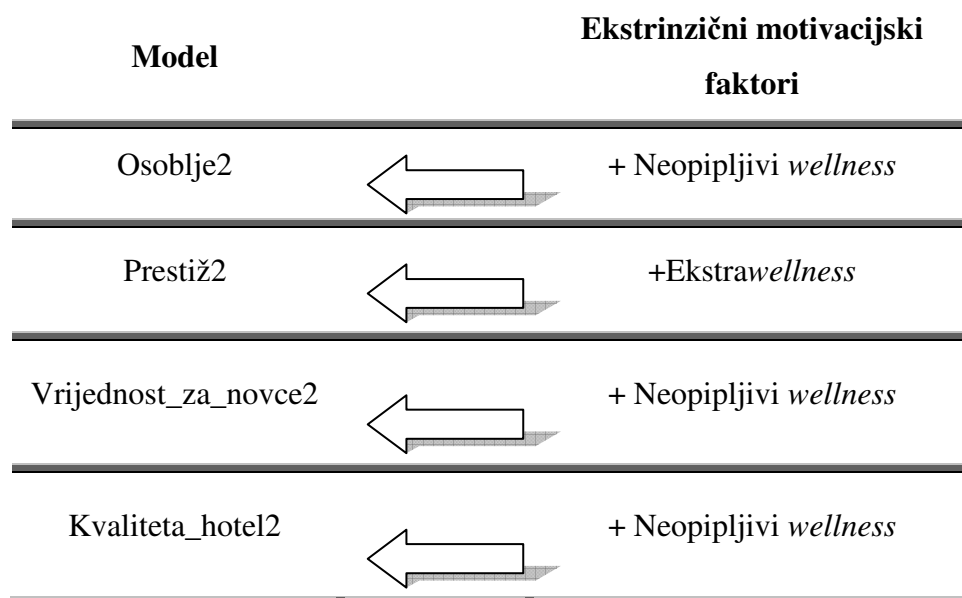 Model
Ekstrinzični motivacijski
faktori
Osoblje2
+ Neopipljivi wellness
Prestiž2
+Ekstrawellness
Vrijednost_za_novce2
+ Neopipljivi wellness
Kvaliteta_hotel2
+ Neopipljivi wellness